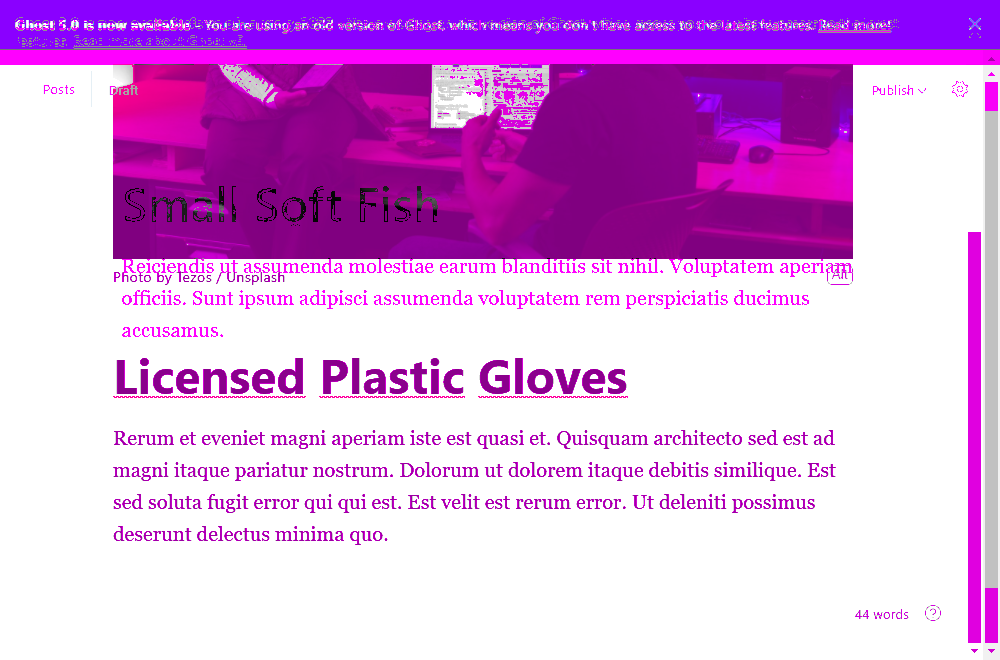 Ghost 5.0 is now available - You are using an old version of Ghost, which means you don't have access to the latest features. Read more!
features. Read more about Ghost v5.
Posts
Draft
Publish
Small Soft Fish
Reiciendis ut assumenda molestiae earum blanditiis sit nihil. Voluptatem aperiam
officiis. Sunt ipsum adipisci assumenda voluptatem rem perspiciatis ducimus
accusamus.
Photo by Tezos / Unsplash
Alt
Licensed Plastic Gloves
Rerum et eveniet magni aperiam iste est quasi et. Quisquam architecto sed est ad
magni itaque pariatur nostrum. Dolorum ut dolorem itaque debitis similique. Est
sed soluta fugit error qui qui est. Est velit est rerum error. Ut deleniti possimus
deserunt delectus minima quo.
44 words
?